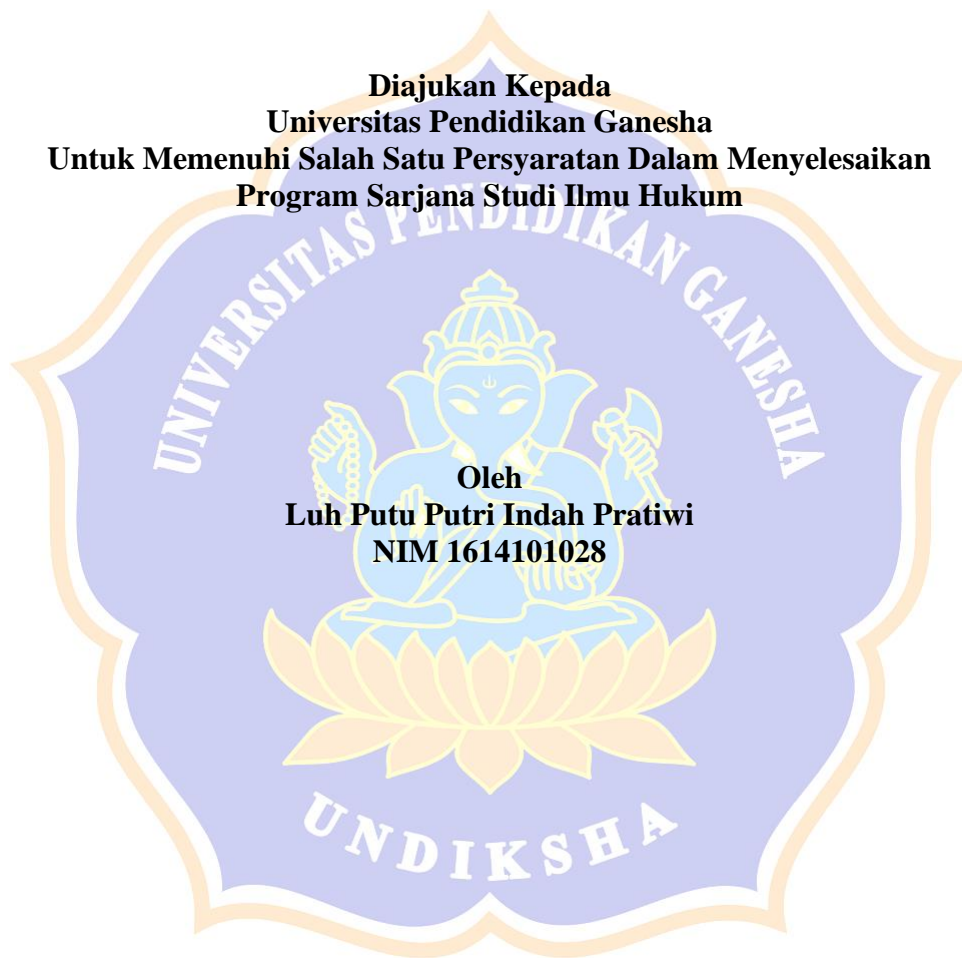 Diajukan Kepada
Universitas Pendidikan Ganesha
Untuk Memenuhi Salah Satu Persyaratan Dalam Menyelesaikan
Program Sarjana Studi Ilmu Hukum
UNIVERSITAS PENDIDIKAN GANESHA
Oleh
Luh Putu Putri Indah Pratiwi
NIM 1614101028
UNDIKSHA